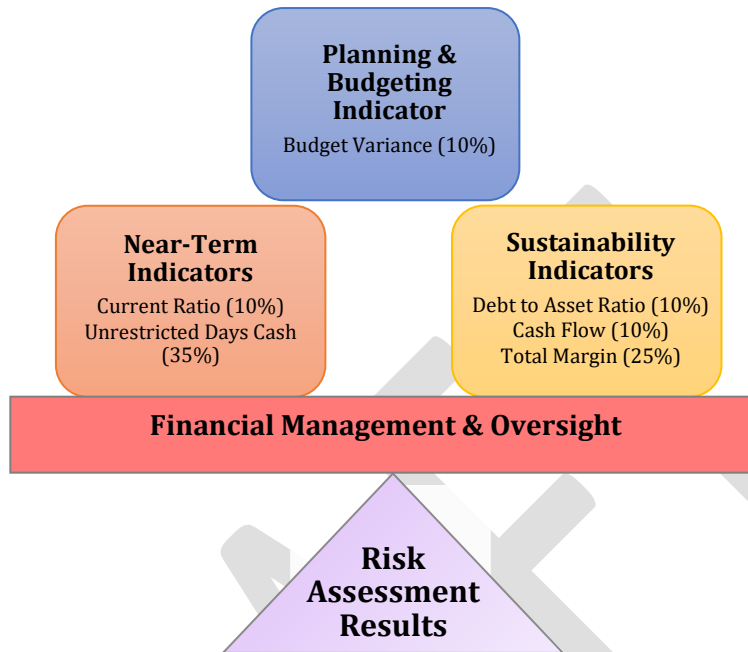 Planning &
Budgeting
Indicator
Budget Variance (10%)
Near-Term
Indicators
Current Ratio (10%)
Unrestricted Days Cash
(35%)
Sustainability
Indicators
Debt to Asset Ratio (10%)
Cash Flow (10%)
Total Margin (25%)
Financial Management & Oversight
Risk
Assessment
Results